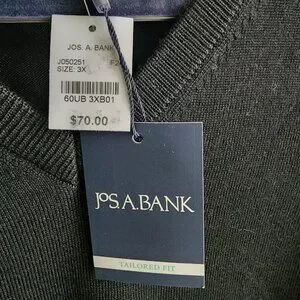 JOS. A. BANK
J050251
SIZE: 3X
60UB 3XB01
$70.00
JOS. A. BANK
TAILORED FIT